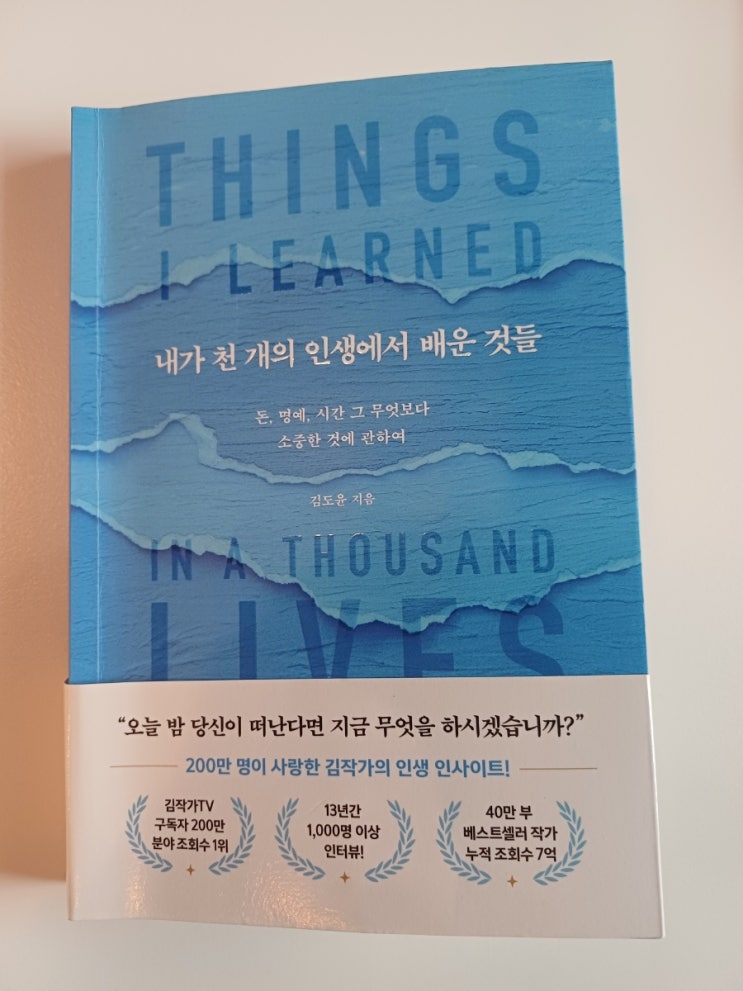 THINGS
I LEARNED
내가 천 개의 인생에서 배운 것들
돈, 명예, 시간 그 무엇보다
소중한 것에 관하여
김도윤 지음
IN A THOUSAND
LIVES
“오늘 밤 당신이 떠난다면 지금 무엇을 하시겠습니까?”
200만 명이 사랑한 김작가의 인생 인사이트!
김작가TV
구독자 200만
분야 조회수 1위
13년간
1,000명 이상
인터뷰!
40만 부
베스트셀러 작가
누적 조회수 7억